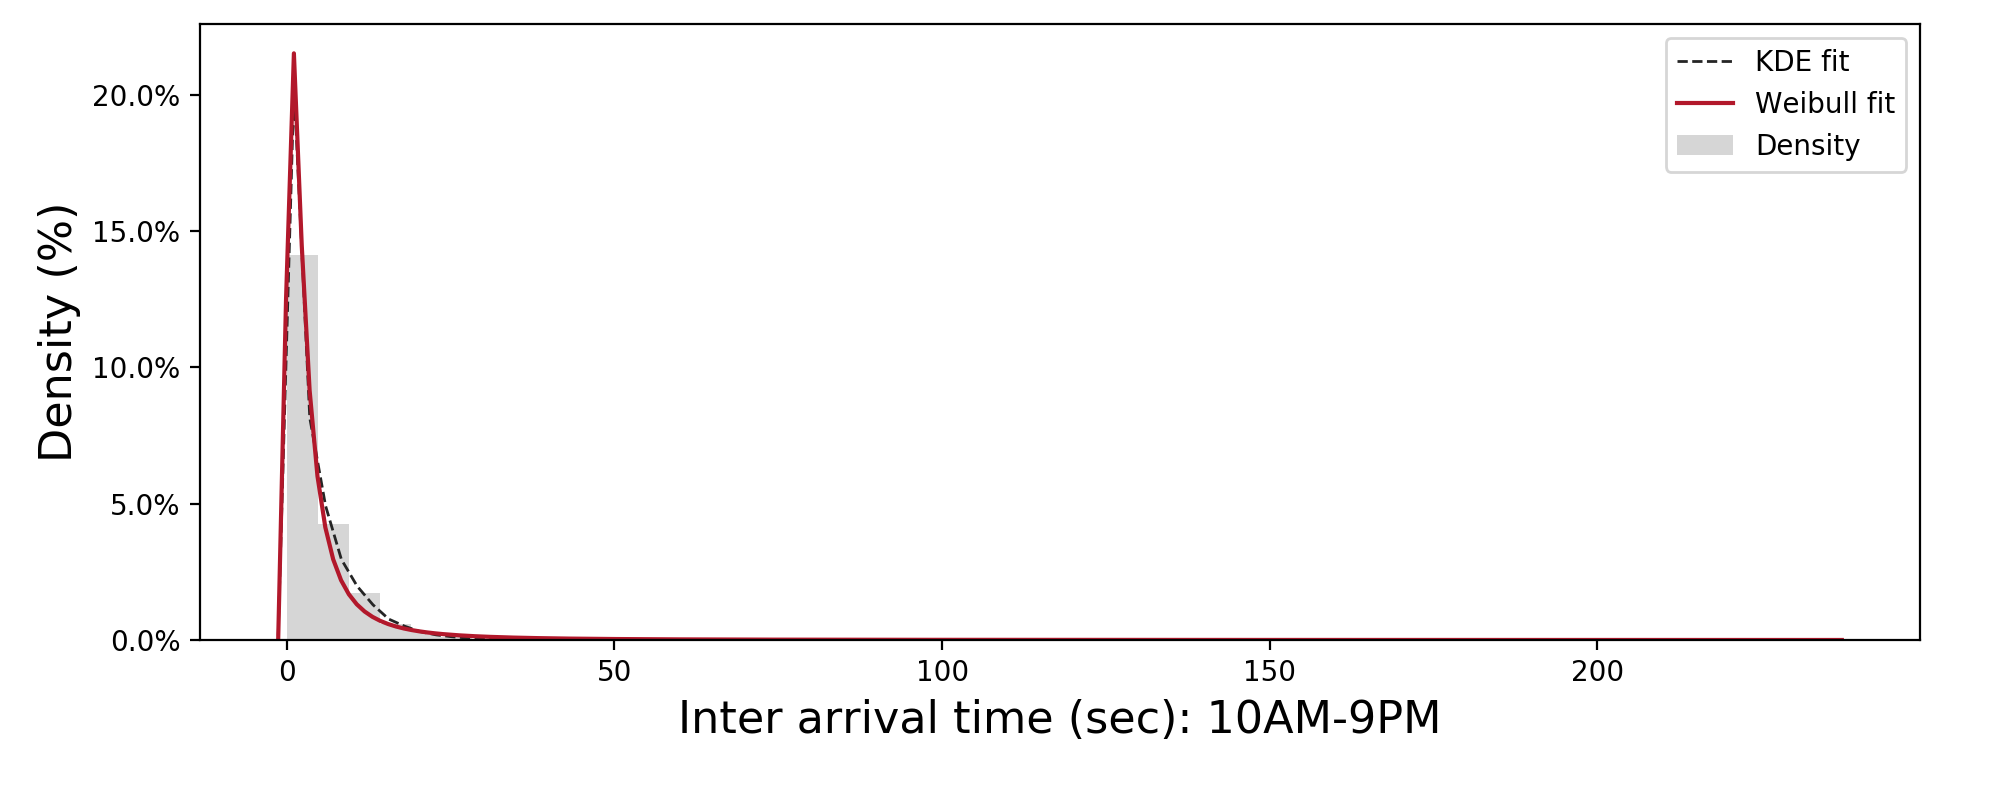 KDE fit
Weibull fit
Density
Density (%)
20.0%
15.0%
10.0%
5.0%
0.0%
0 50 100 150 200
Inter arrival time (sec): 10AM-9PM